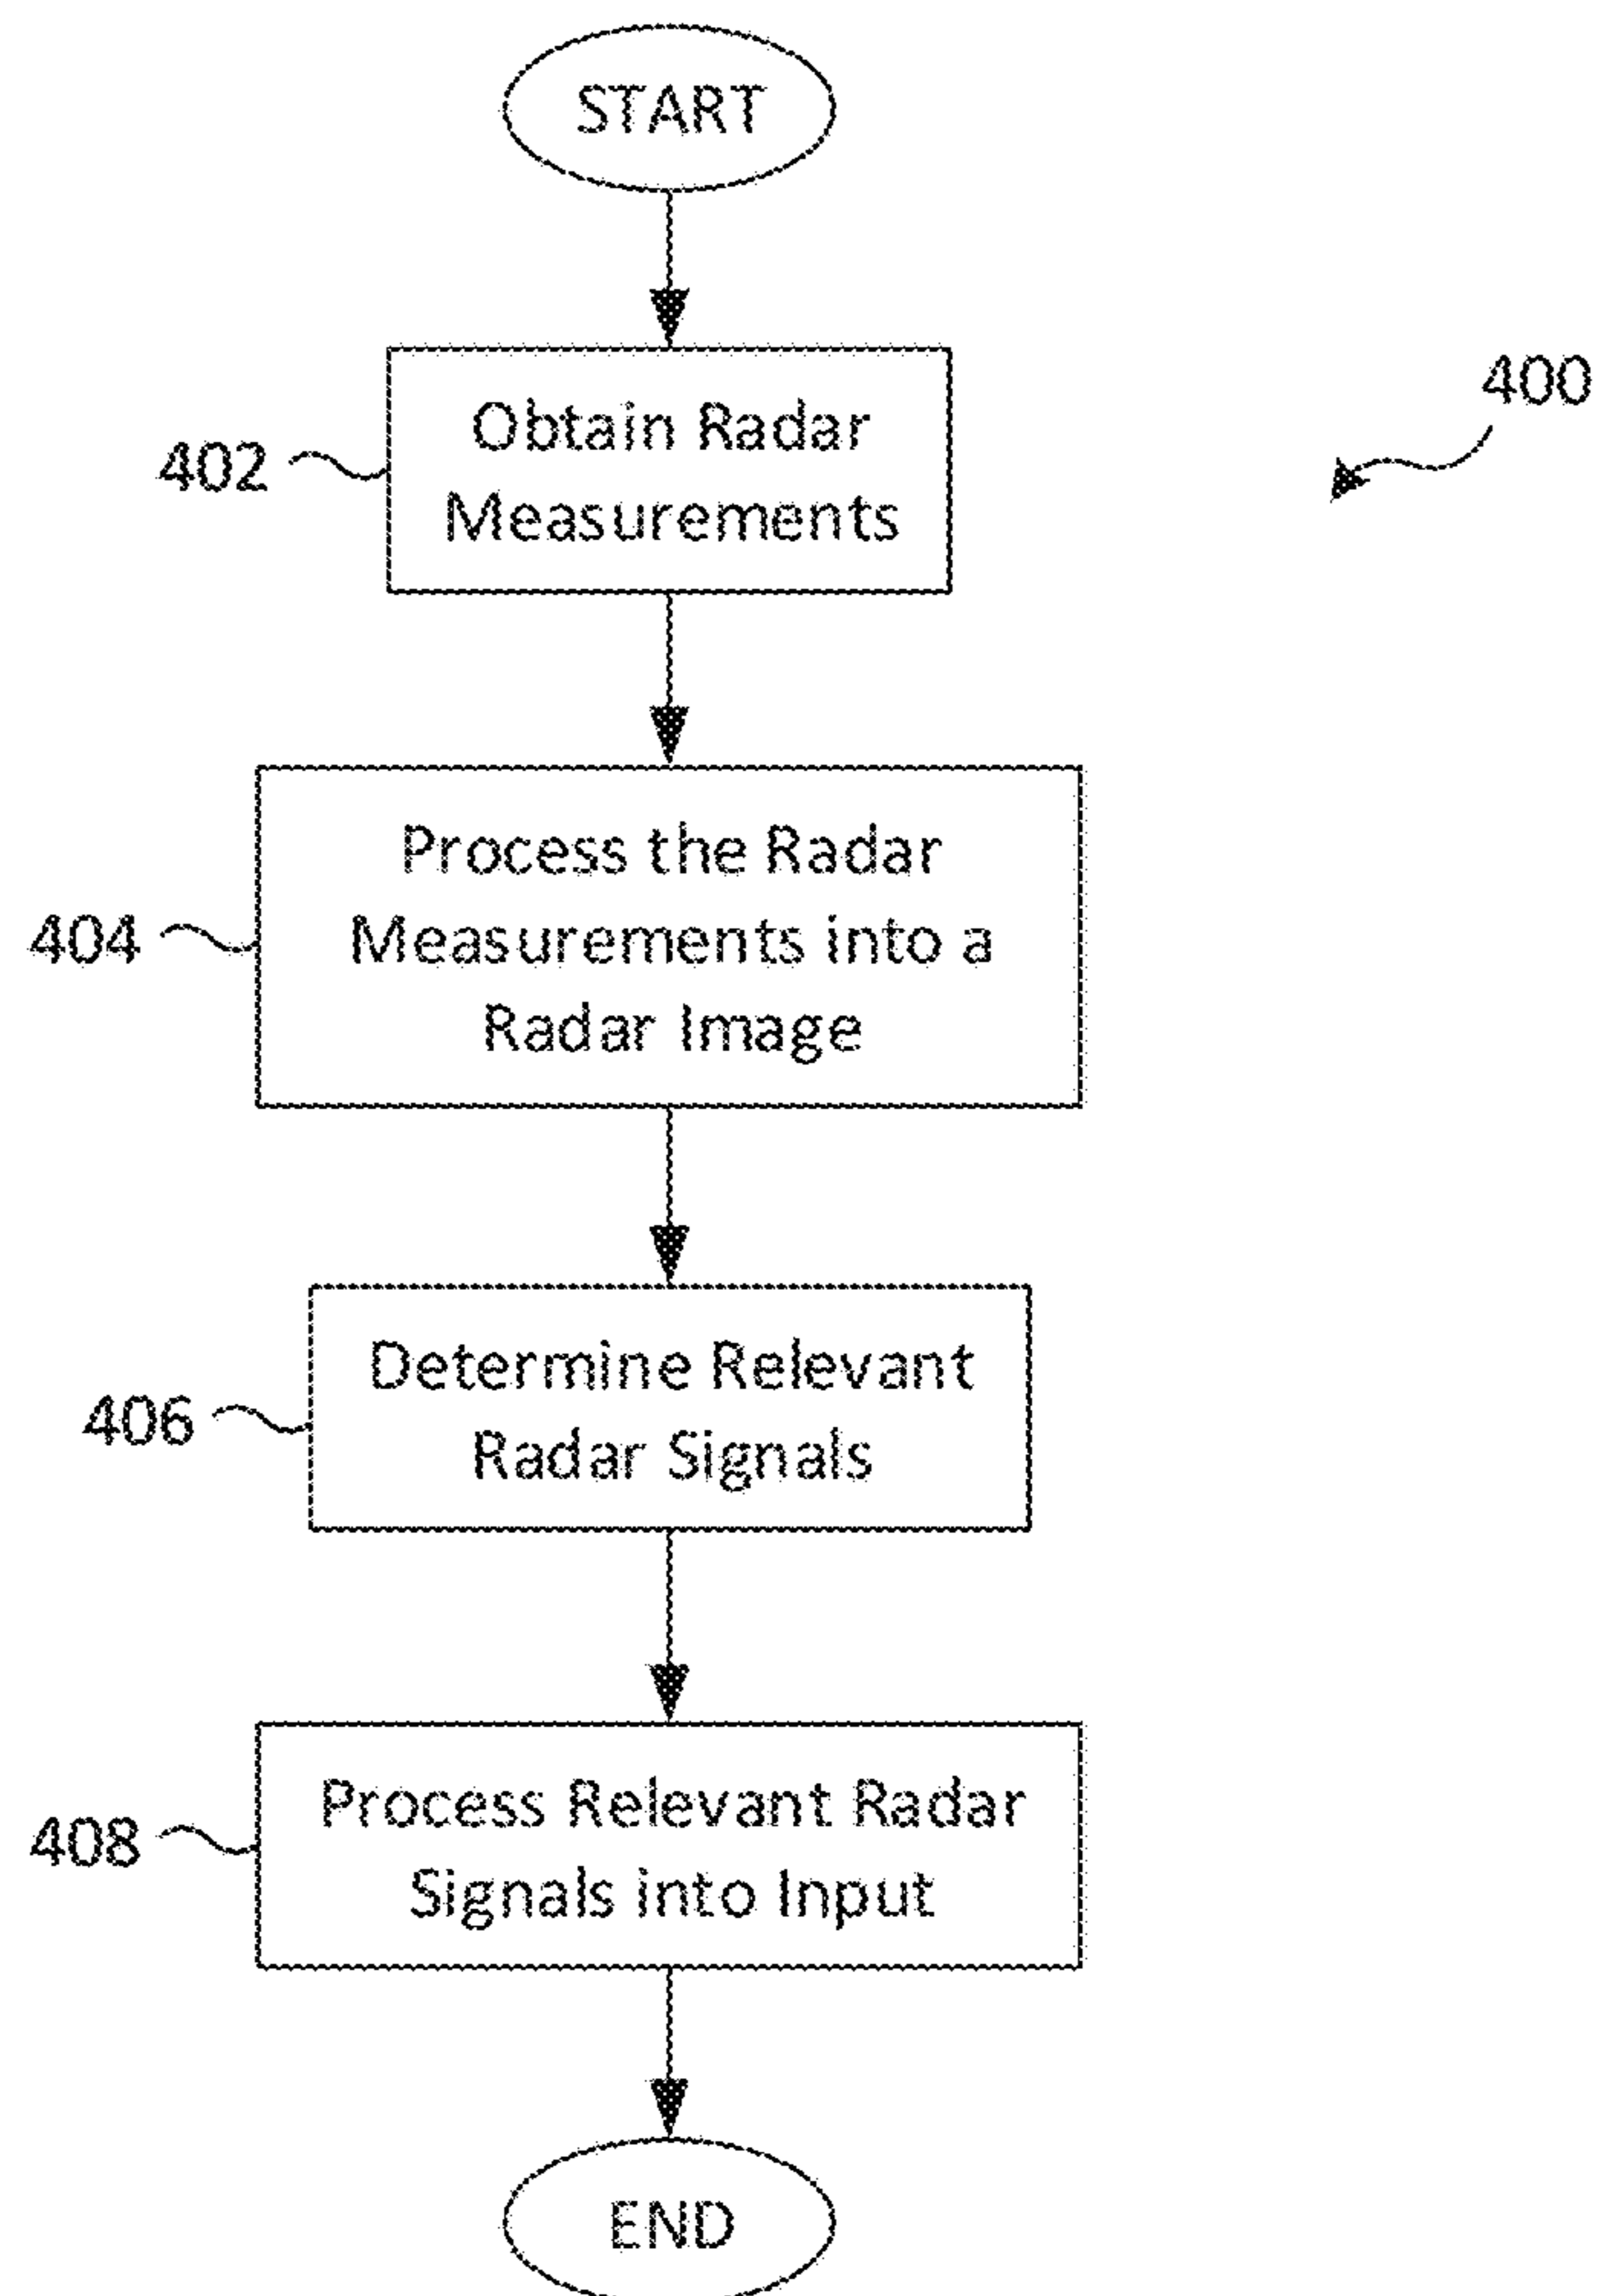 START
400
402
Obtain Radar
Measurements
404
Process the Radar
Measurements into a
Radar Image
406
Determine Relevant
Radar Signals
408
Process Relevant Radar
Signals into Input
END